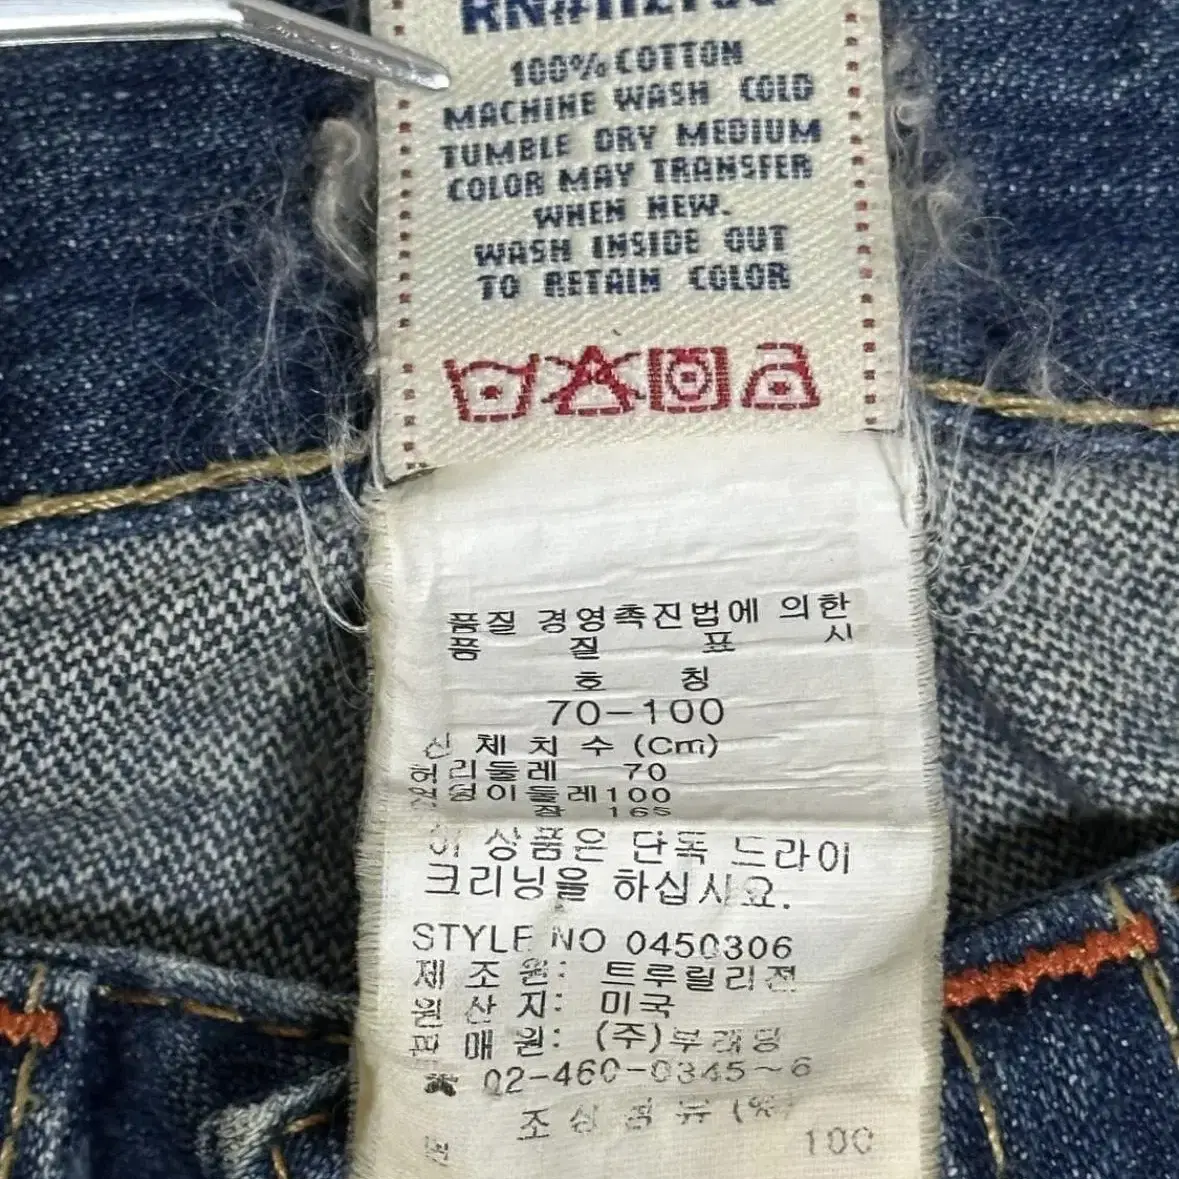 100% COTTON
MACHINE WASH COLD
TUMBLE DRY MEDIUM
COLOR MAY TRANSFER
WHEN NEW.
WASH INSIDE OUT
TO RETAIN COLOR
품질 경영촉진법에 의한
품 질 표 시
호 칭
70-100
신 체 치 수 (Cm)
허리둘레 70
엉덩이둘레100
이 상품은 단독 드라이
크리닝을 하십시요.
STYLE NO 0450306
제 조 원: 트루릴리전
원 산 지: 미국
판 매 원: (주)
02-460-0345~6
조 성 섬 유 (%)
100